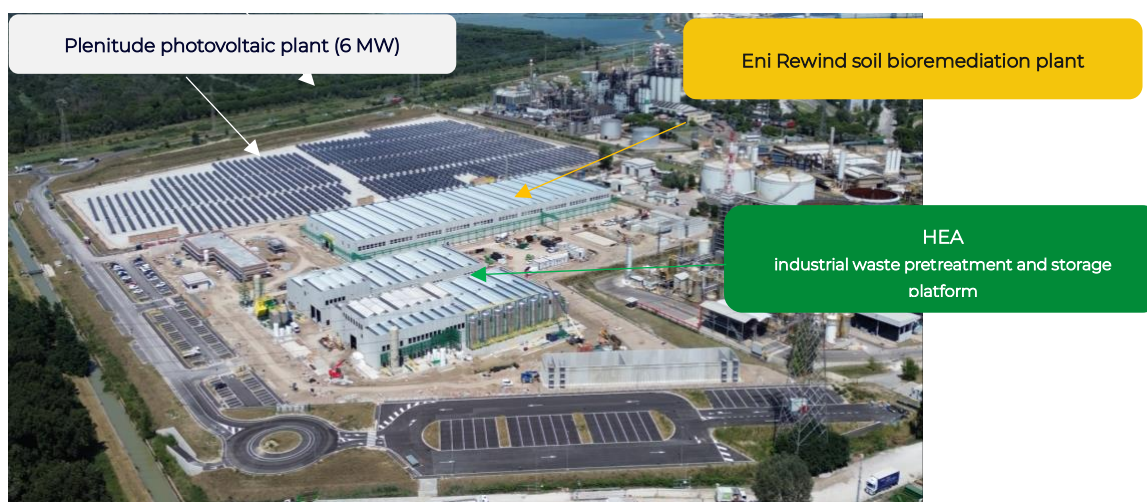 Plenitude photovoltaic plant (6 MW)
Eni Rewind soil bioremediation plant
HEA
industrial waste pretreatment and storage
platform